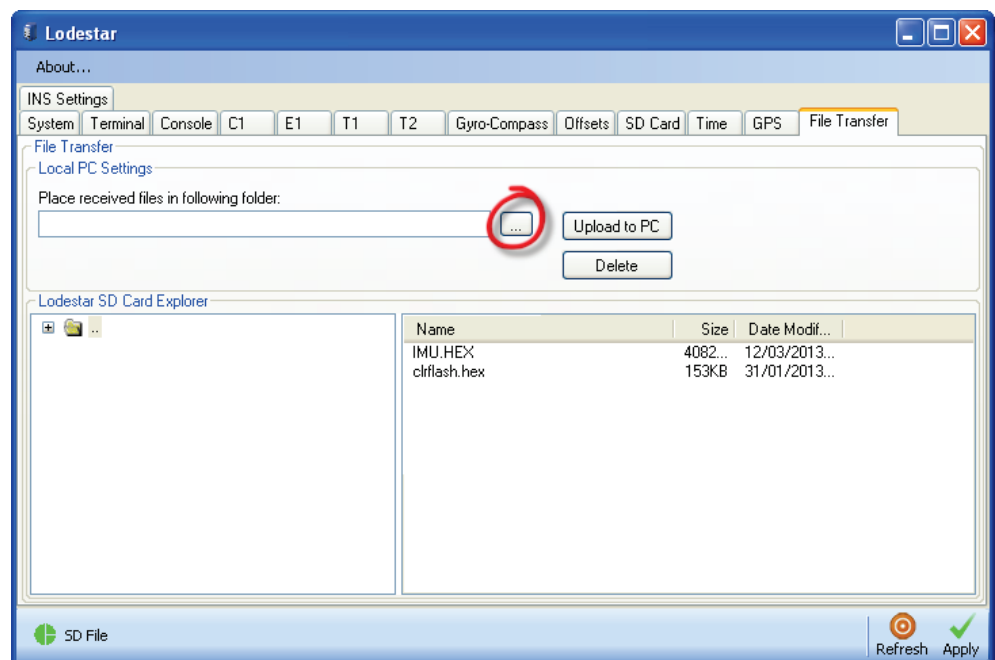 Lodestar
About...
INS Settings
System Terminal Console C1 E1 T1 T2 Gyro-Compass Offsets SD Card Time GPS File Transfer
File Transfer
Local PC Settings
Place received files in following folder:
... Upload to PC
Delete
Lodestar SD Card Explorer
..
Name Size Date Modif...
IMU.HEX 4082... 12/03/2013...
clrflash.hex 153KB 31/01/2013...
SD File
Refresh Apply